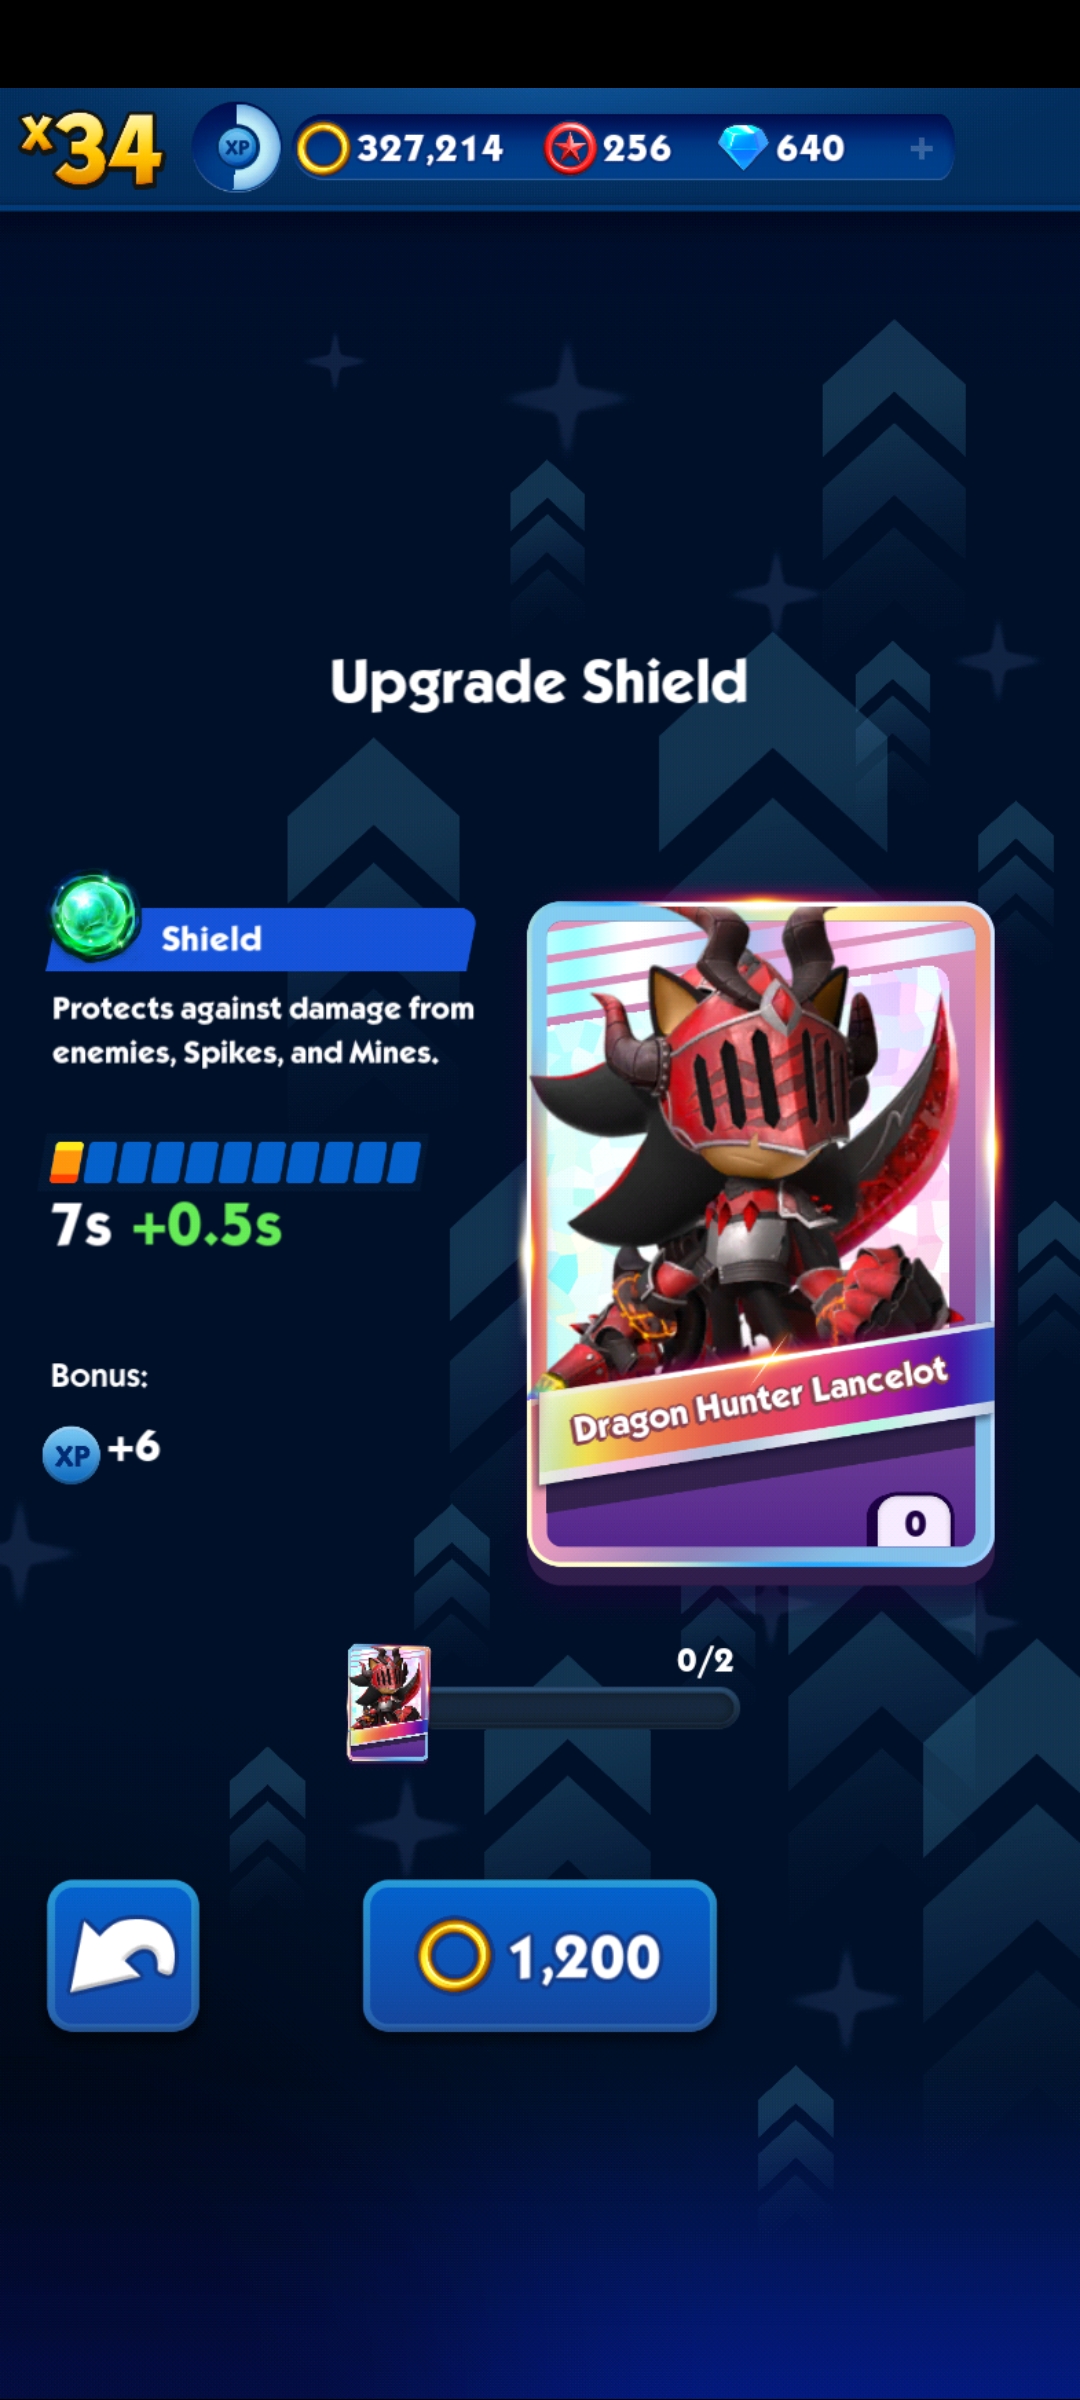 x34 XP 327,214 256 640 +
Upgrade Shield
Shield
Protects against damage from
enemies, Spikes, and Mines.
7s +0.5s
Bonus:
XP +6
Dragon Hunter Lancelot
0
0/2
1,200